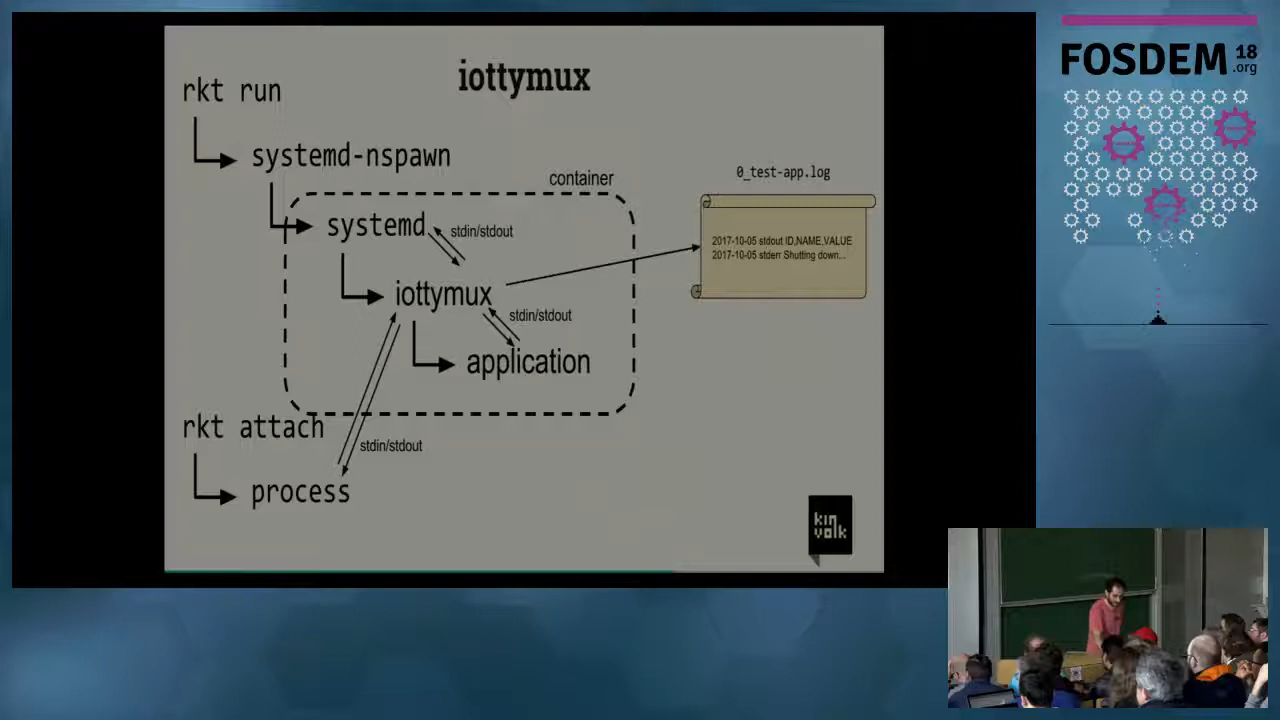 iottymux
rkt run
systemd-nspawn
container
systemd
stdin/stdout
iottymux
stdin/stdout
application
rkt attach
stdin/stdout
process
0_test-app.log
2017-10-05 stdout ID,NAME,VALUE
2017-10-05 stderr Shutting down...
kin
volk
FOSDEM 18
.org